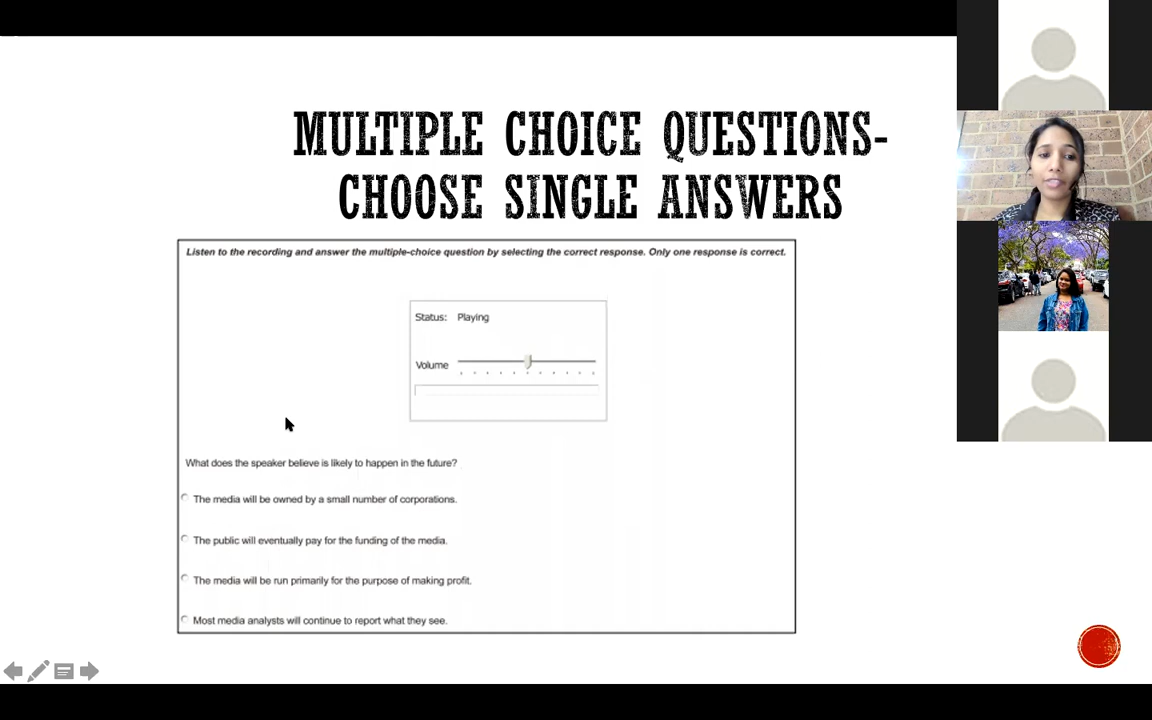 MULTIPLE CHOICE QUESTIONS-
CHOOSE SINGLE ANSWERS
Listen to the recording and answer the multiple-choice question by selecting the correct response. Only one response is correct.
Status: Playing
Volume
What does the speaker believe is likely to happen in the future?
The media will be owned by a small number of corporations.
The public will eventually pay for the funding of the media.
The media will be run primarily for the purpose of making profit.
Most media analysts will continue to report what they see.